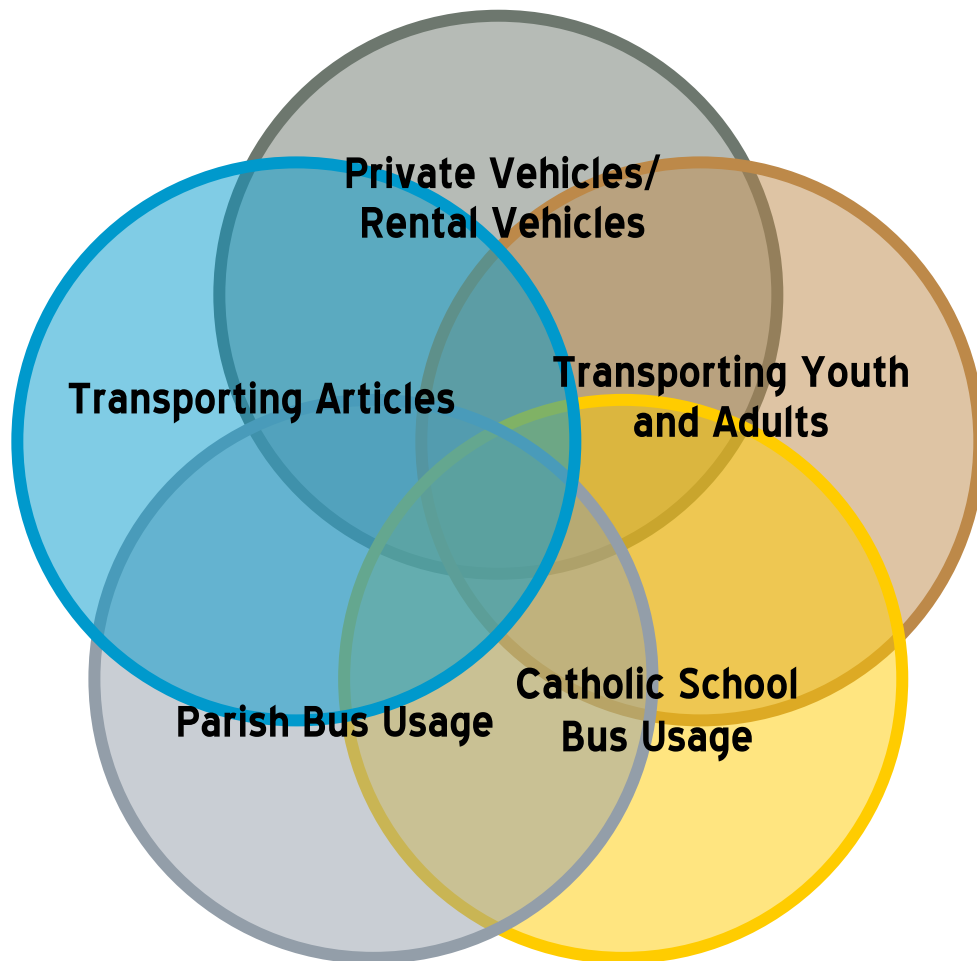 Private Vehicles/
Rental Vehicles
Transporting Youth
and Adults
Transporting Articles
Catholic School
Bus Usage
Parish Bus Usage